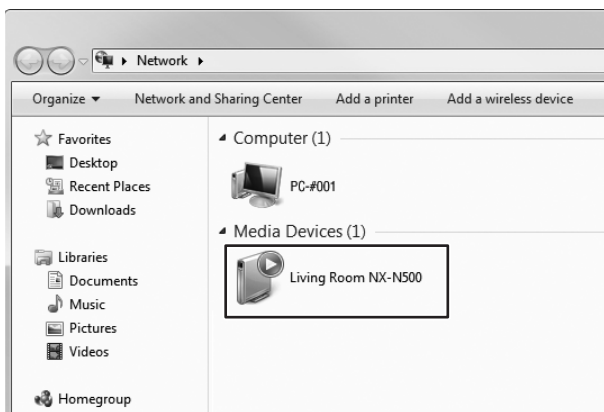 Network
Organize Network and Sharing Center Add a printer Add a wireless device
Favorites
Desktop
Recent Places
Downloads
Libraries
Documents
Music
Pictures
Videos
Homegroup
Computer (1)
PC-#001
Media Devices (1)
Living Room NX-N500